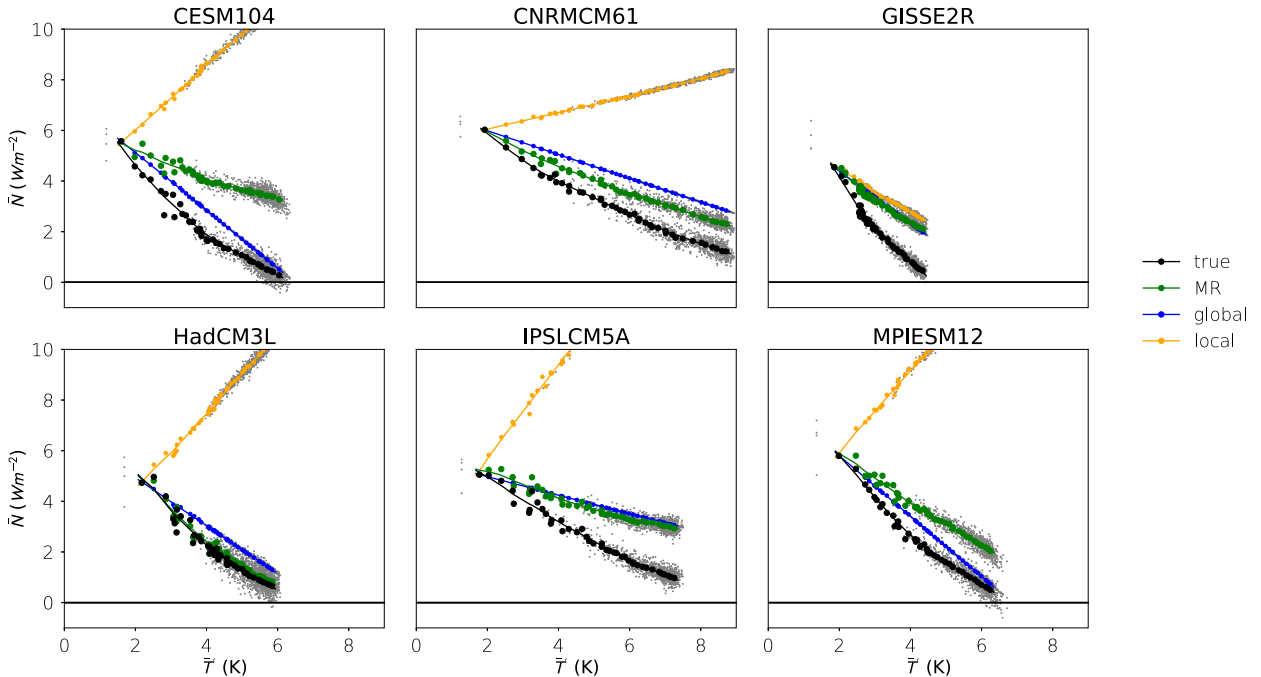 CESM104 CNRMCM61 GISSE2R
10
8
6
4
2
0
N̄ (Wm⁻²)
true
MR
global
local
HadCM3L IPSLCM5A MPIESM12
10
8
6
4
2
0
N̄ (Wm⁻²)
0 2 4 6 8 0 2 4 6 8 0 2 4 6 8
T̄' (K) T̄' (K) T̄' (K)